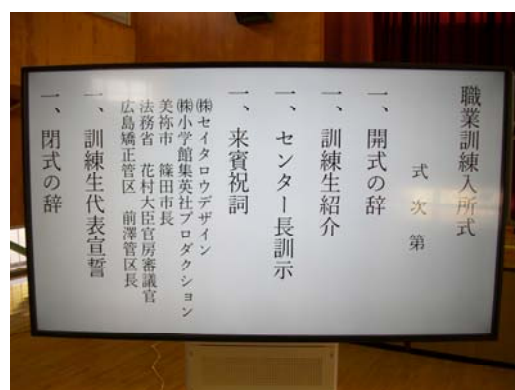 職業訓練入所式
式次第
一、開式の辞
一、訓練生紹介
一、センター長訓示
一、来賓祝詞
㈱セイタロウデザイン
㈱小学館集英社プロダクション
美祢市 篠田市長
法務省 花村大臣官房審議官
広島矯正管区 前澤管区長
一、訓練生代表宣誓
一、閉式の辞